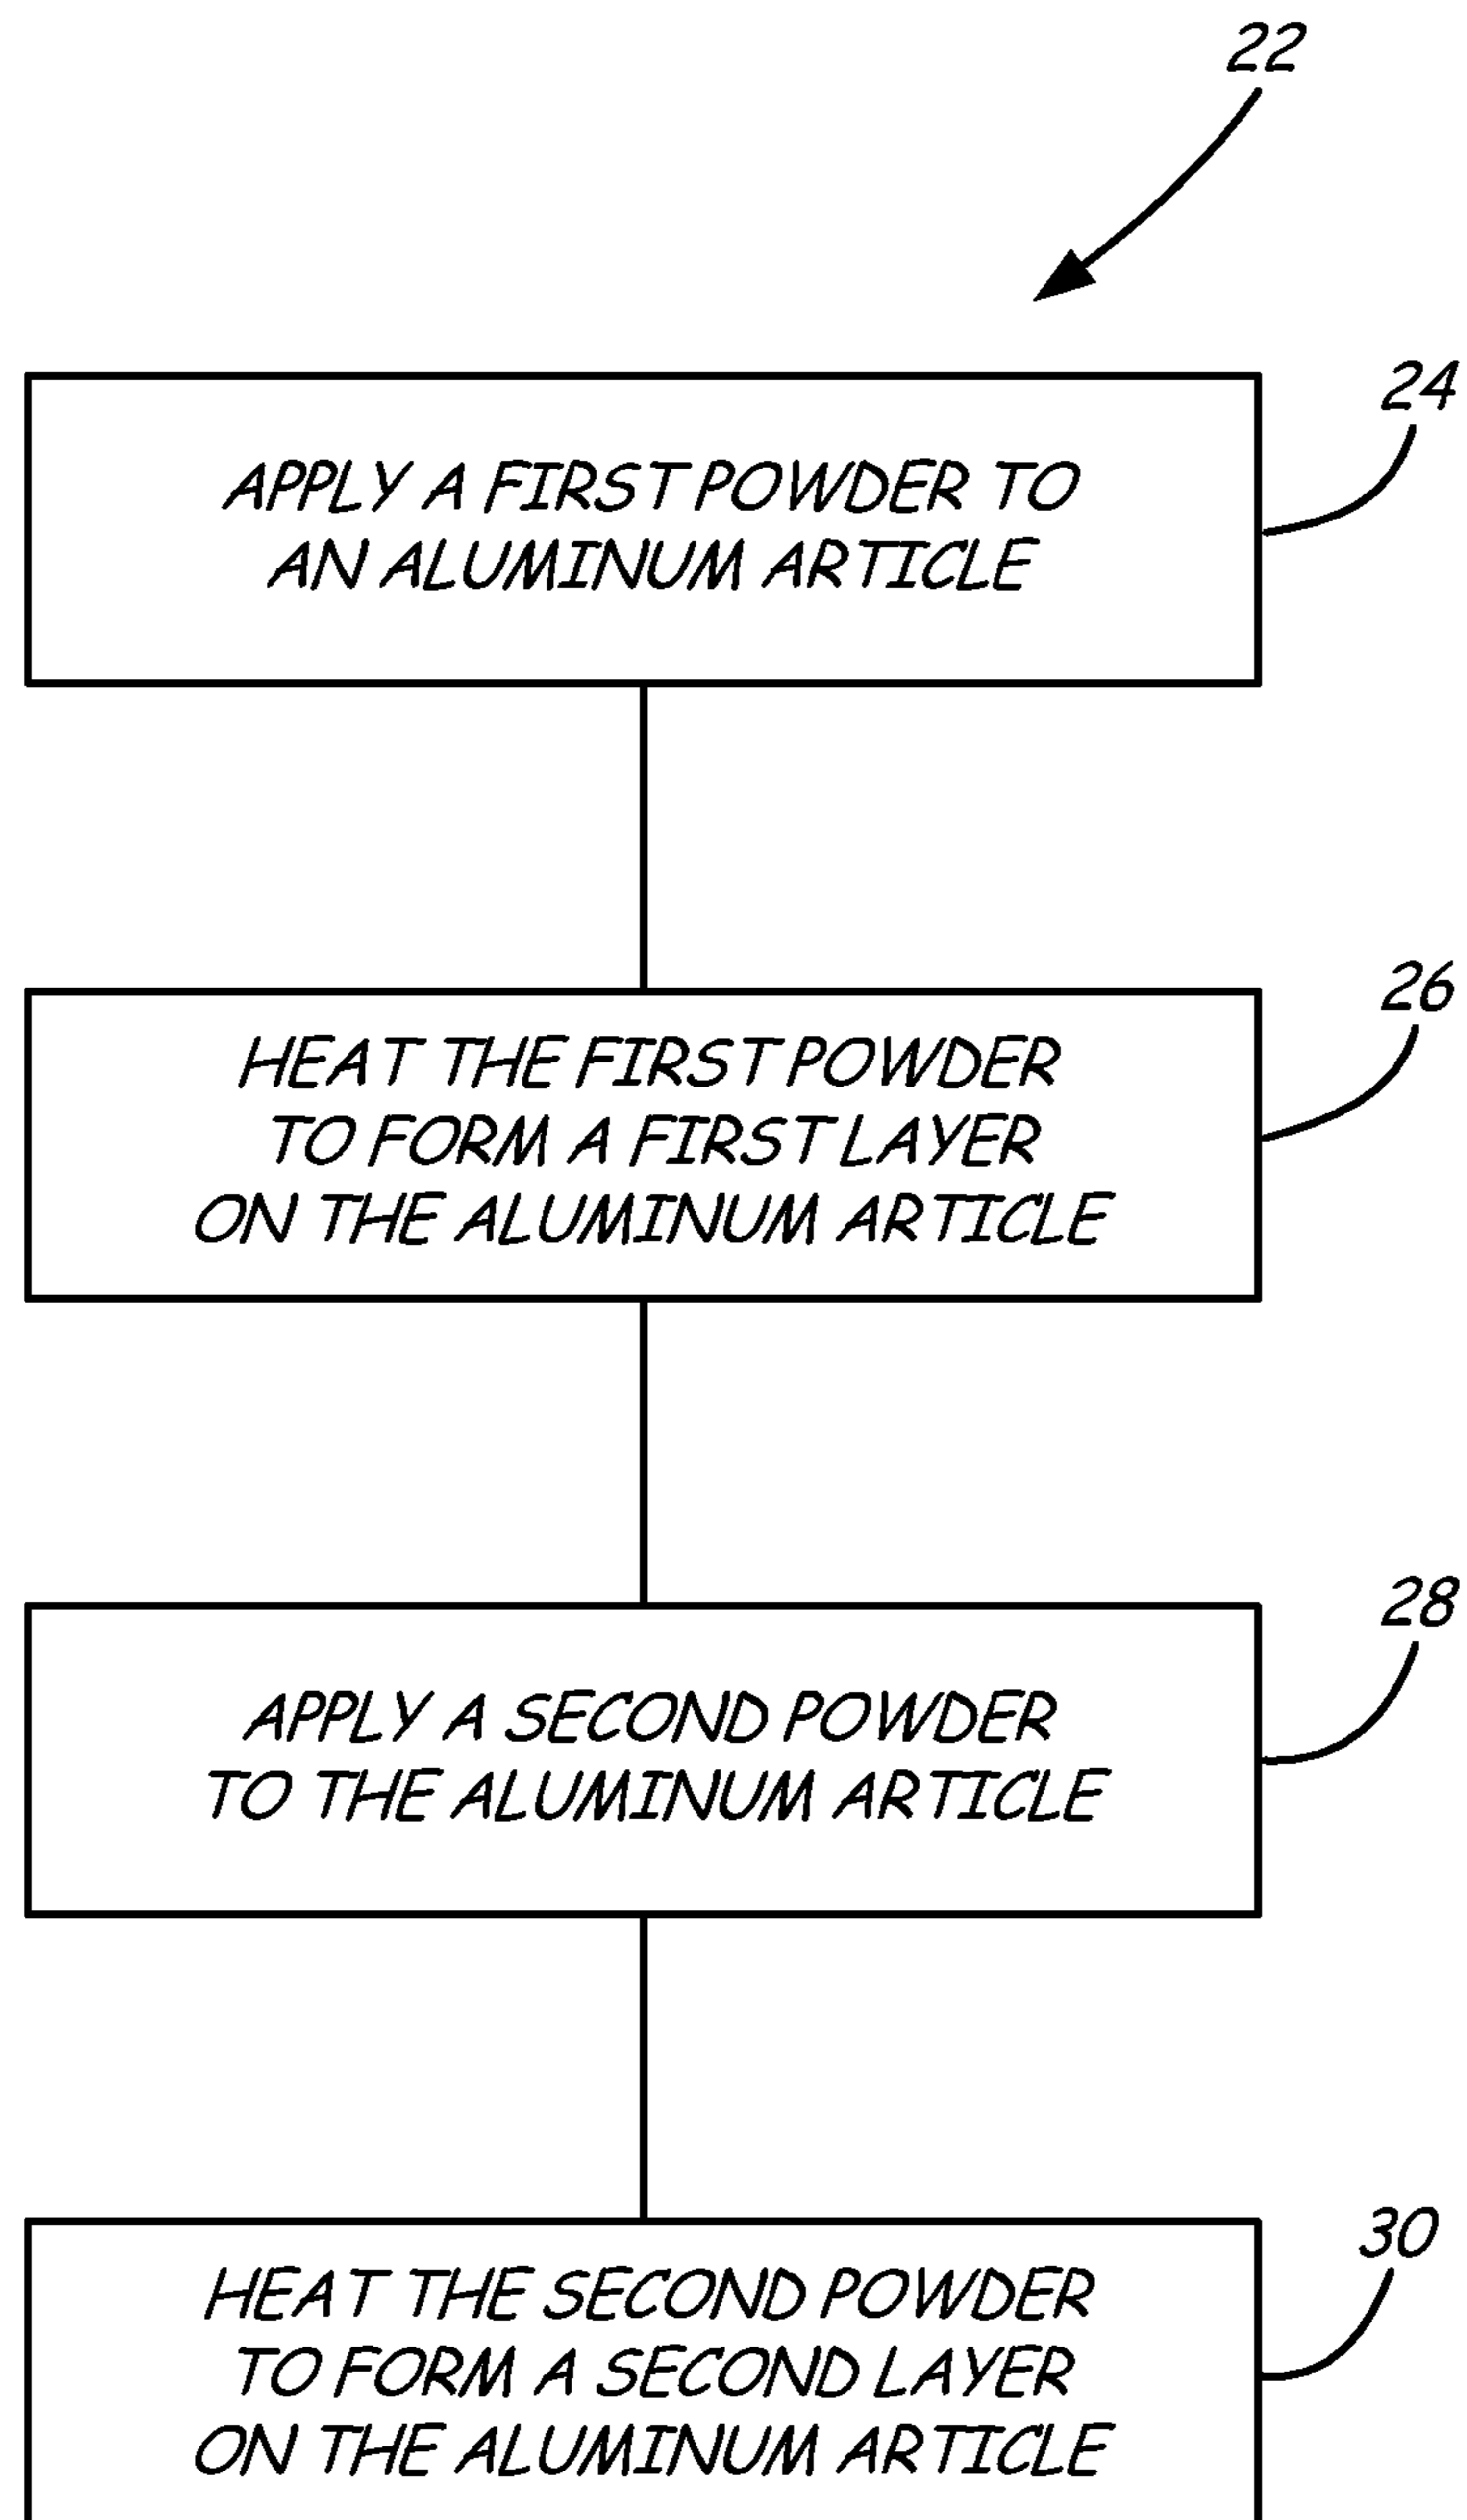 22
24
APPLY A FIRST POWDER TO
AN ALUMINUM ARTICLE
26
HEAT THE FIRST POWDER
TO FORM A FIRST LAYER
ON THE ALUMINUM ARTICLE
28
APPLY A SECOND POWDER
TO THE ALUMINUM ARTICLE
30
HEAT THE SECOND POWDER
TO FORM A SECOND LAYER
ON THE ALUMINUM ARTICLE